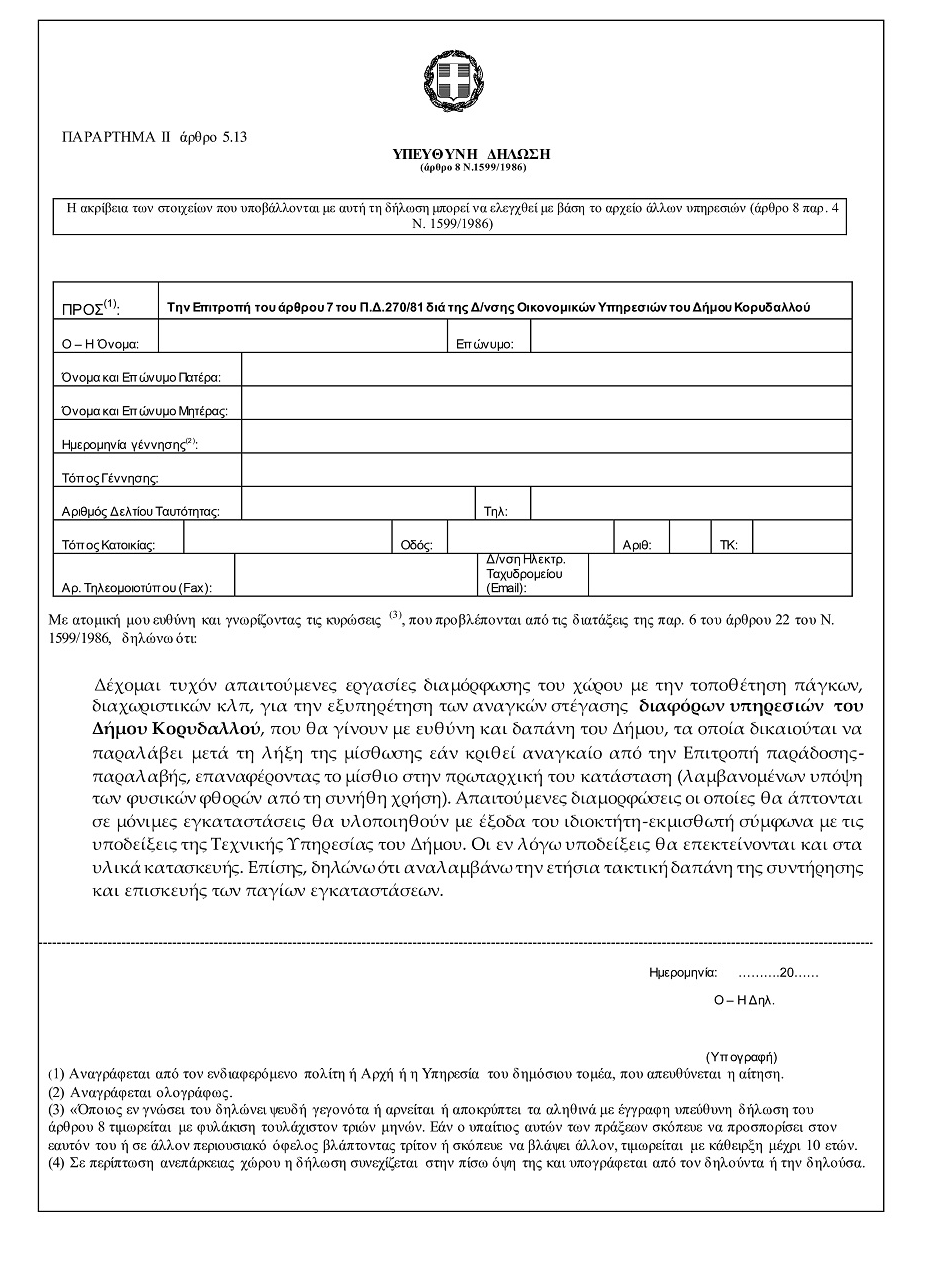 ΠΑΡΑΡΤΗΜΑ ΙΙ άρθρο 5.13
ΥΠΕΥΘΥΝΗ ΔΗΛΩΣΗ
(άρθρο 8 Ν.1599/1986)
Η ακρίβεια των στοιχείων που υποβάλλονται με αυτή τη δήλωση μπορεί να ελεγχθεί με βάση το αρχείο άλλων υπηρεσιών (άρθρο 8 παρ. 4
Ν. 1599/1986)
ΠΡΟΣ(1): Την Επιτροπή του άρθρου 7 του Π.Δ.270/81 διά της Δ/νσης Οικονομικών Υπηρεσιών του Δήμου Κορυδαλλού
Ο – Η Όνομα: Επώνυμο:
Όνομα και Επώνυμο Πατέρα:
Όνομα και Επώνυμο Μητέρας:
Ημερομηνία γέννησης(2):
Τόπος Γέννησης:
Αριθμός Δελτίου Ταυτότητας: Τηλ:
Τόπος Κατοικίας: Οδός: Αριθ: ΤΚ:
Αρ. Τηλεομοιοτύπου (Fax): Δ/νση Ηλεκτρ.
Ταχυδρομείου
(Email):
Με ατομική μου ευθύνη και γνωρίζοντας τις κυρώσεις (3), που προβλέπονται από τις διατάξεις της παρ. 6 του άρθρου 22 του Ν.
1599/1986, δηλώνω ότι:
Δέχομαι τυχόν απαιτούμενες εργασίες διαμόρφωσης του χώρου με την τοποθέτηση πάγκων,
διαχωριστικών κλπ, για την εξυπηρέτηση των αναγκών στέγασης διαφόρων υπηρεσιών του
Δήμου Κορυδαλλού, που θα γίνουν με ευθύνη και δαπάνη του Δήμου, τα οποία δικαιούται να
παραλάβει μετά τη λήξη της μίσθωσης εάν κριθεί αναγκαίο από την Επιτροπή παράδοσης-
παραλαβής, επαναφέροντας το μίσθιο στην πρωταρχική του κατάσταση (λαμβανομένων υπόψη
των φυσικών φθορών από τη συνήθη χρήση). Απαιτούμενες διαμορφώσεις οι οποίες θα άπτονται
σε μόνιμες εγκαταστάσεις θα υλοποιηθούν με έξοδα του ιδιοκτήτη-εκμισθωτή σύμφωνα με τις
υποδείξεις της Τεχνικής Υπηρεσίας του Δήμου. Οι εν λόγω υποδείξεις θα επεκτείνονται και στα
υλικά κατασκευής. Επίσης, δηλώνω ότι αναλαμβάνω την ετήσια τακτική δαπάνη της συντήρησης
και επισκευής των παγίων εγκαταστάσεων.
Ημερομηνία: ……….20……
Ο – Η Δηλ.
(Υπογραφή)
(1) Αναγράφεται από τον ενδιαφερόμενο πολίτη ή Αρχή ή η Υπηρεσία του δημόσιου τομέα, που απευθύνεται η αίτηση.
(2) Αναγράφεται ολογράφως.
(3) «Όποιος εν γνώσει του δηλώνει ψευδή γεγονότα ή αρνείται ή αποκρύπτει τα αληθινά με έγγραφη υπεύθυνη δήλωση του
άρθρου 8 τιμωρείται με φυλάκιση τουλάχιστον τριών μηνών. Εάν ο υπαίτιος αυτών των πράξεων σκόπευε να προσπορίσει στον
εαυτόν του ή σε άλλον περιουσιακό όφελος βλάπτοντας τρίτον ή σκόπευε να βλάψει άλλον, τιμωρείται με κάθειρξη μέχρι 10 ετών.
(4) Σε περίπτωση ανεπάρκειας χώρου η δήλωση συνεχίζεται στην πίσω όψη της και υπογράφεται από τον δηλούντα ή την δηλούσα.